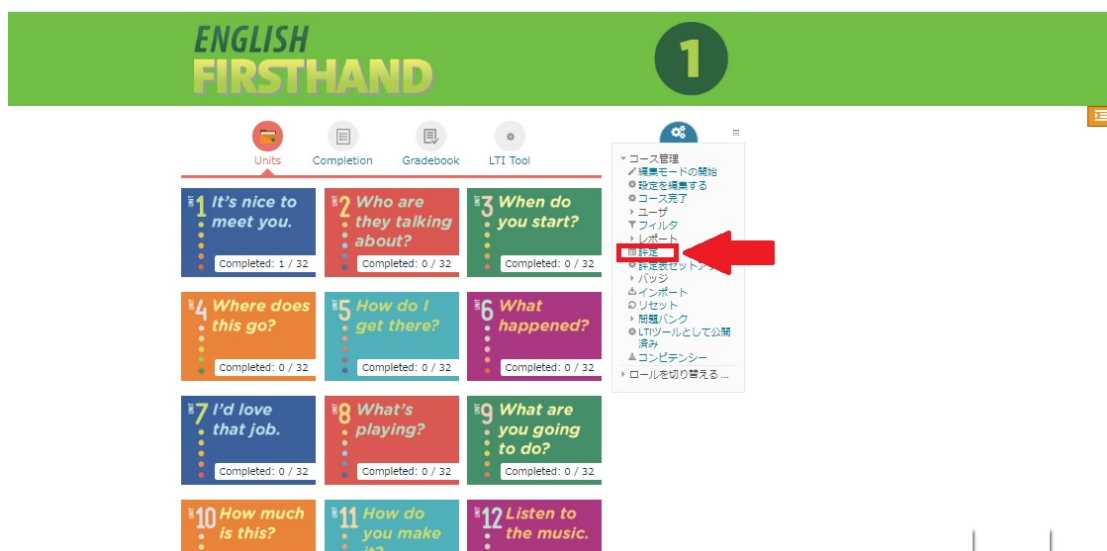 ENGLISH
FIRSTHAND
1
Units
Completion
Gradebook
LTI Tool
UNIT 1 It's nice to
meet you.
Completed: 1 / 32
UNIT 2 Who are
they talking
about?
Completed: 0 / 32
UNIT 3 When do
you start?
Completed: 0 / 32
UNIT 4 Where does
this go?
Completed: 0 / 32
UNIT 5 How do I
get there?
Completed: 0 / 32
UNIT 6 What
happened?
Completed: 0 / 32
UNIT 7 I'd love
that job.
Completed: 0 / 32
UNIT 8 What's
playing?
Completed: 0 / 32
UNIT 9 What are
you going
to do?
Completed: 0 / 32
UNIT 10 How much
is this?
UNIT 11 How do
you make
it?
UNIT 12 Listen to
the music.
コース管理
編集モードの開始
設定を編集する
コース完了
ユーザ
フィルタ
レポート
評定
評定表セットア
バッジ
インポート
リセット
問題バンク
LTIツールとして公開
済み
コンピテンシー
ロールを切り替える ...